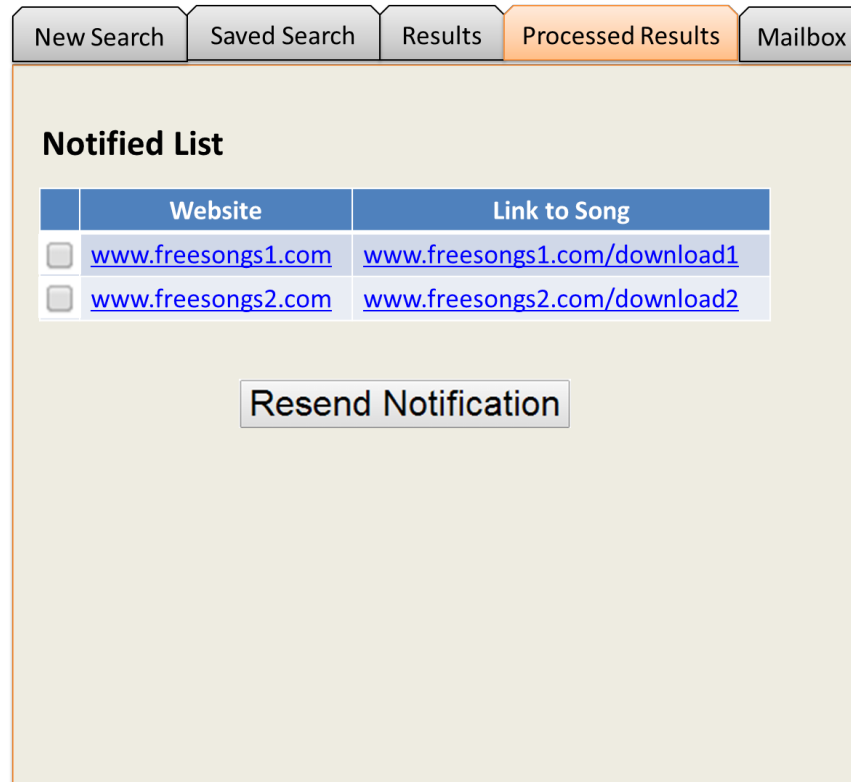 New Search Saved Search Results Processed Results Mailbox
Notified List
Website Link to Song
www.freesongs1.com www.freesongs1.com/download1
www.freesongs2.com www.freesongs2.com/download2
Resend Notification